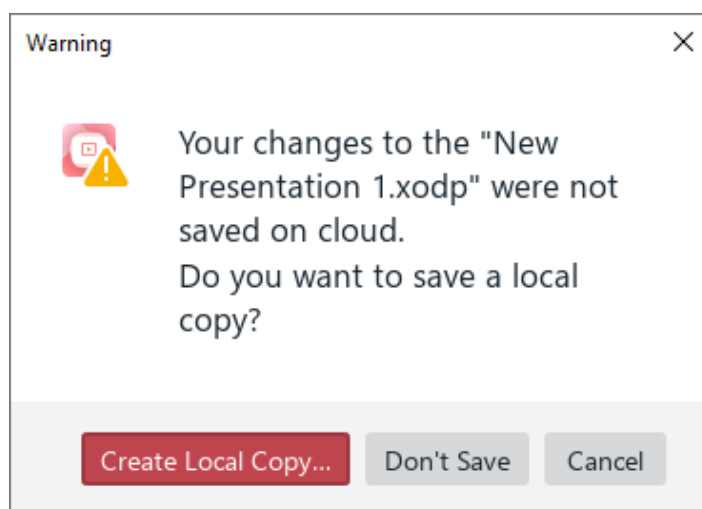 Warning
Your changes to the "New
Presentation 1.xodp" were not
saved on cloud.
Do you want to save a local
copy?
Create Local Copy... Don't Save Cancel